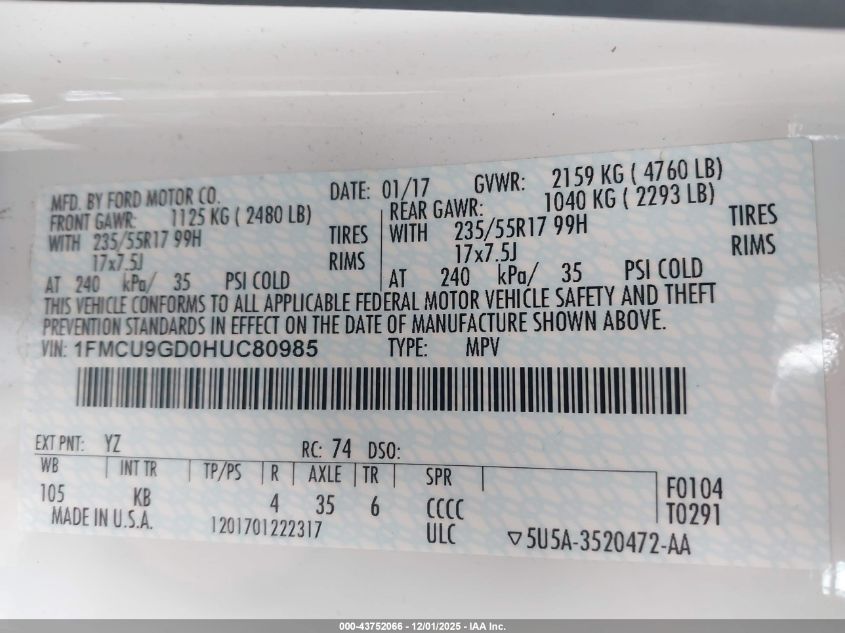 MFD. BY FORD MOTOR CO. DATE: 01/17 GVWR: 2159 KG ( 4760 LB)
FRONT GAWR: 1125 KG ( 2480 LB) REAR GAWR: 1040 KG ( 2293 LB)
WITH 235/55R17 99H TIRES WITH 235/55R17 99H TIRES
17x7.5J RIMS 17x7.5J RIMS
AT 240 kPa/ 35 PSI COLD AT 240 kPa/ 35 PSI COLD
THIS VEHICLE CONFORMS TO ALL APPLICABLE FEDERAL MOTOR VEHICLE SAFETY AND THEFT
PREVENTION STANDARDS IN EFFECT ON THE DATE OF MANUFACTURE SHOWN ABOVE.
VIN: 1FMCU9GD0HUC80985 TYPE: MPV
EXT PNT: YZ RC: 74 DSO:
WB INT TR TP/PS R AXLE TR SPR
105 KB 4 35 6 CCCC F0104
MADE IN U.S.A. 1201701222317 ULC T0291
▽5U5A-3520472-AA
000-43752066 - 12/01/2025 - IAA Inc.